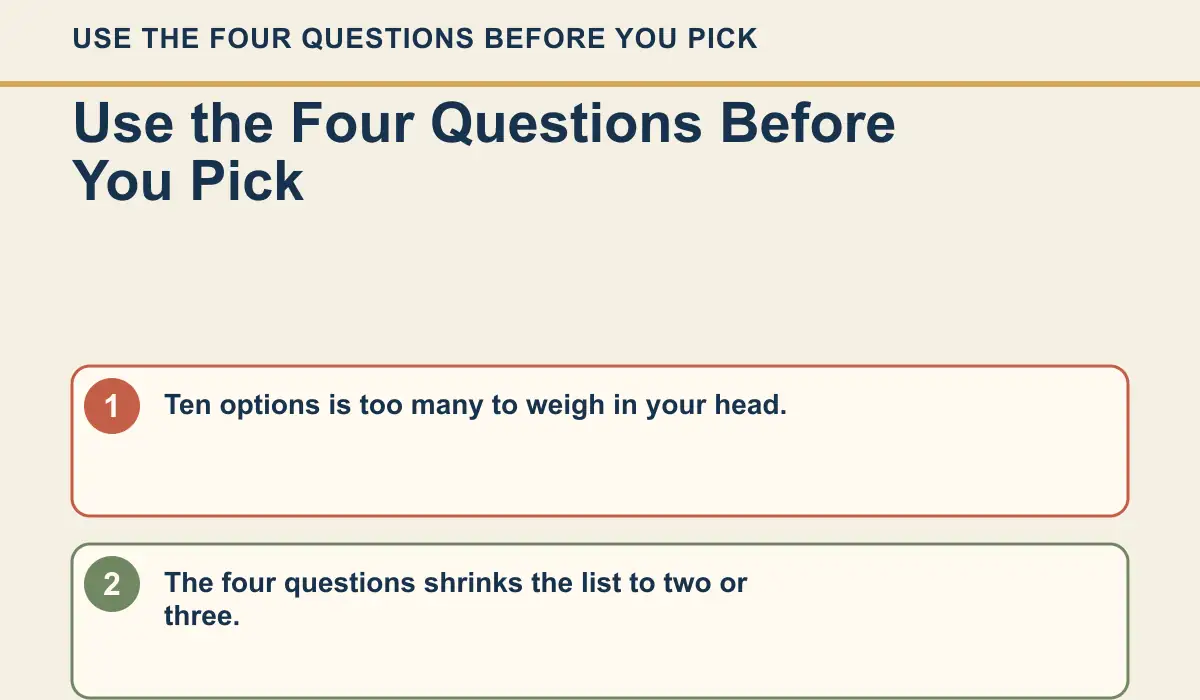 USE THE FOUR QUESTIONS BEFORE YOU PICK
Use the Four Questions Before
You Pick
1
Ten options is too many to weigh in your head.
2
The four questions shrinks the list to two or
three.